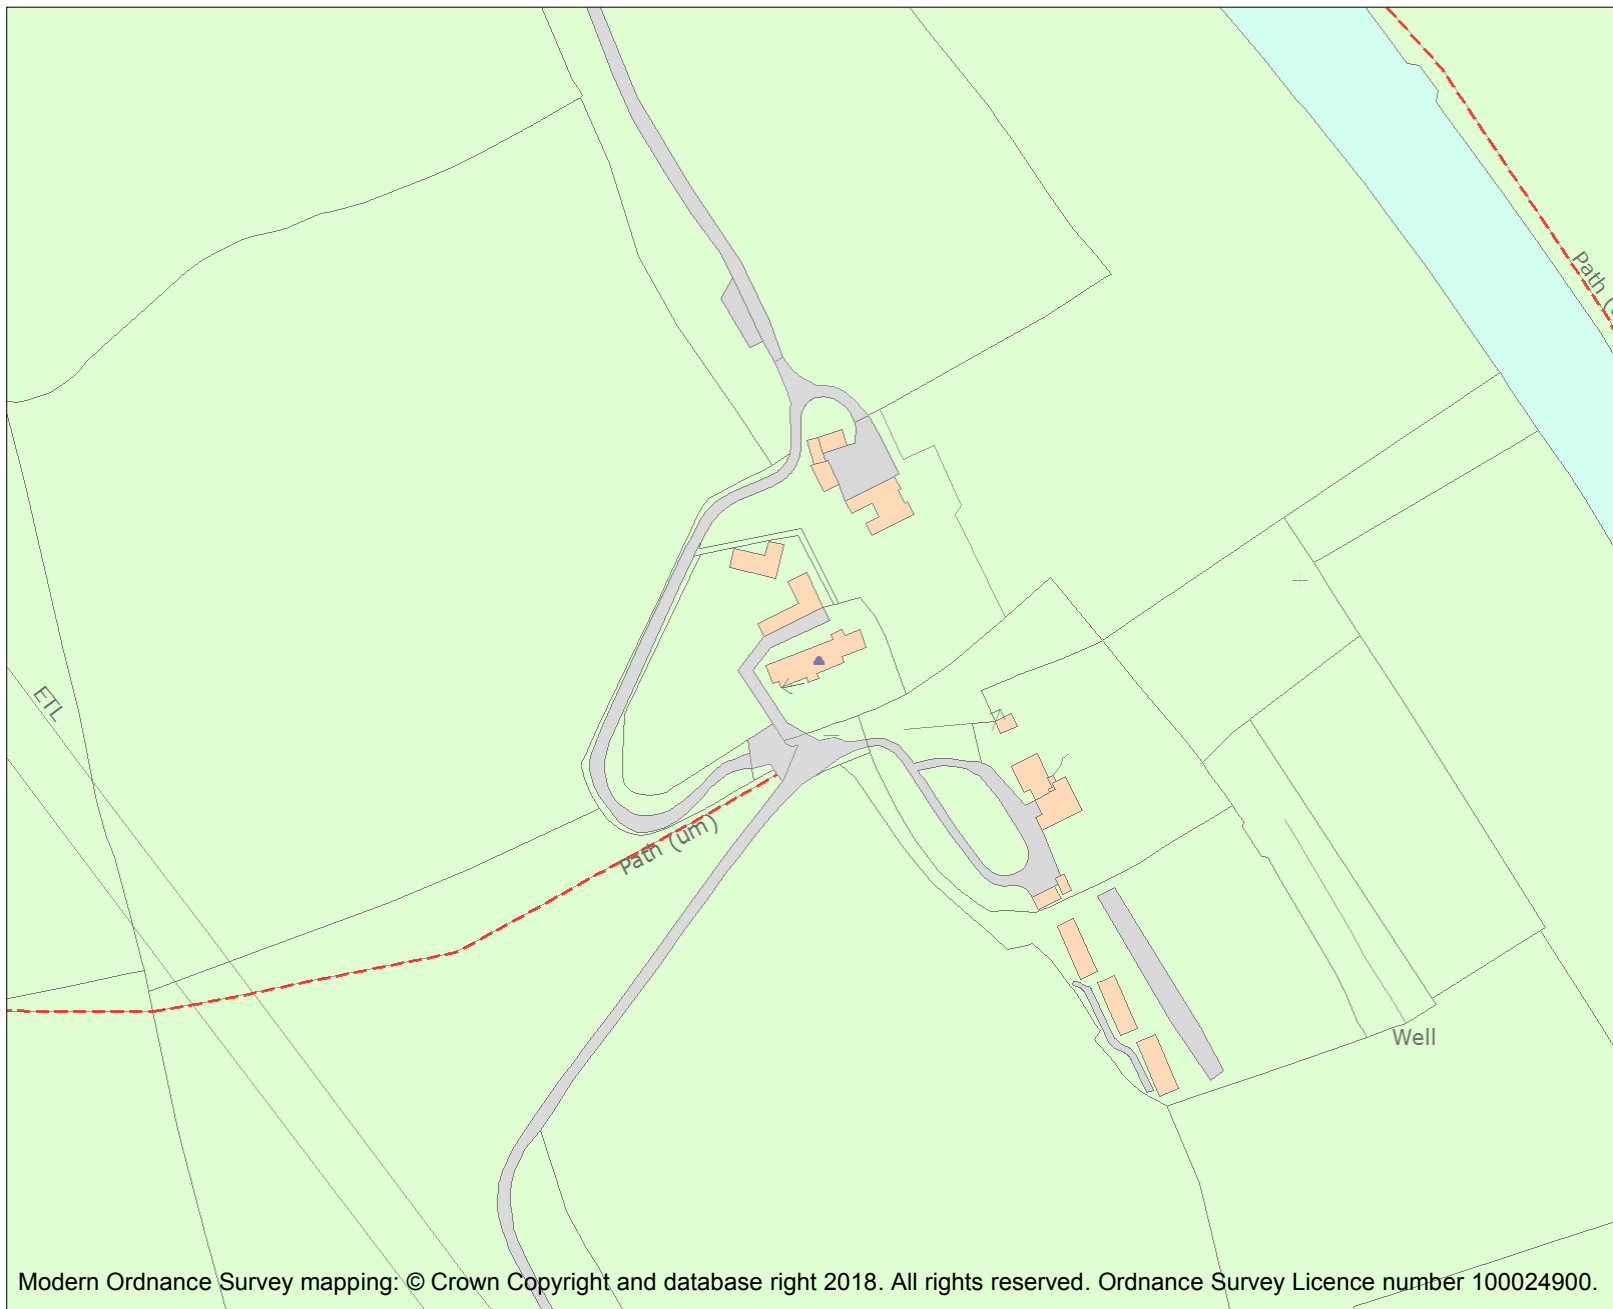 Path (
ETL
Path (um)
Well
Modern Ordnance Survey mapping: © Crown Copyright and database right 2018. All rights reserved. Ordnance Survey Licence number 100024900.